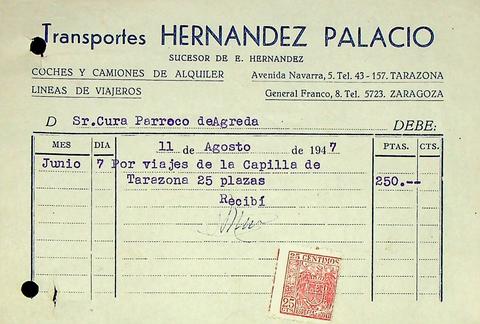 Transportes HERNANDEZ PALACIO
SUCESOR DE E. HERNANDEZ
COCHES Y CAMIONES DE ALQUILER
LINEAS DE VIAJEROS
Avenida Navarra, 5. Tel. 43 - 157. TARAZONA
General Franco, 8. Tel. 5723. ZARAGOZA
D Sr.Cura Parroco deAgreda DEBE:
MES DIA 11 de Agosto de 1947 PTAS. CTS.
Junio 7 Por viajes de la Capilla de
Tarazona 25 plazas 250.--
Recibí
25 CENTIMOS
25